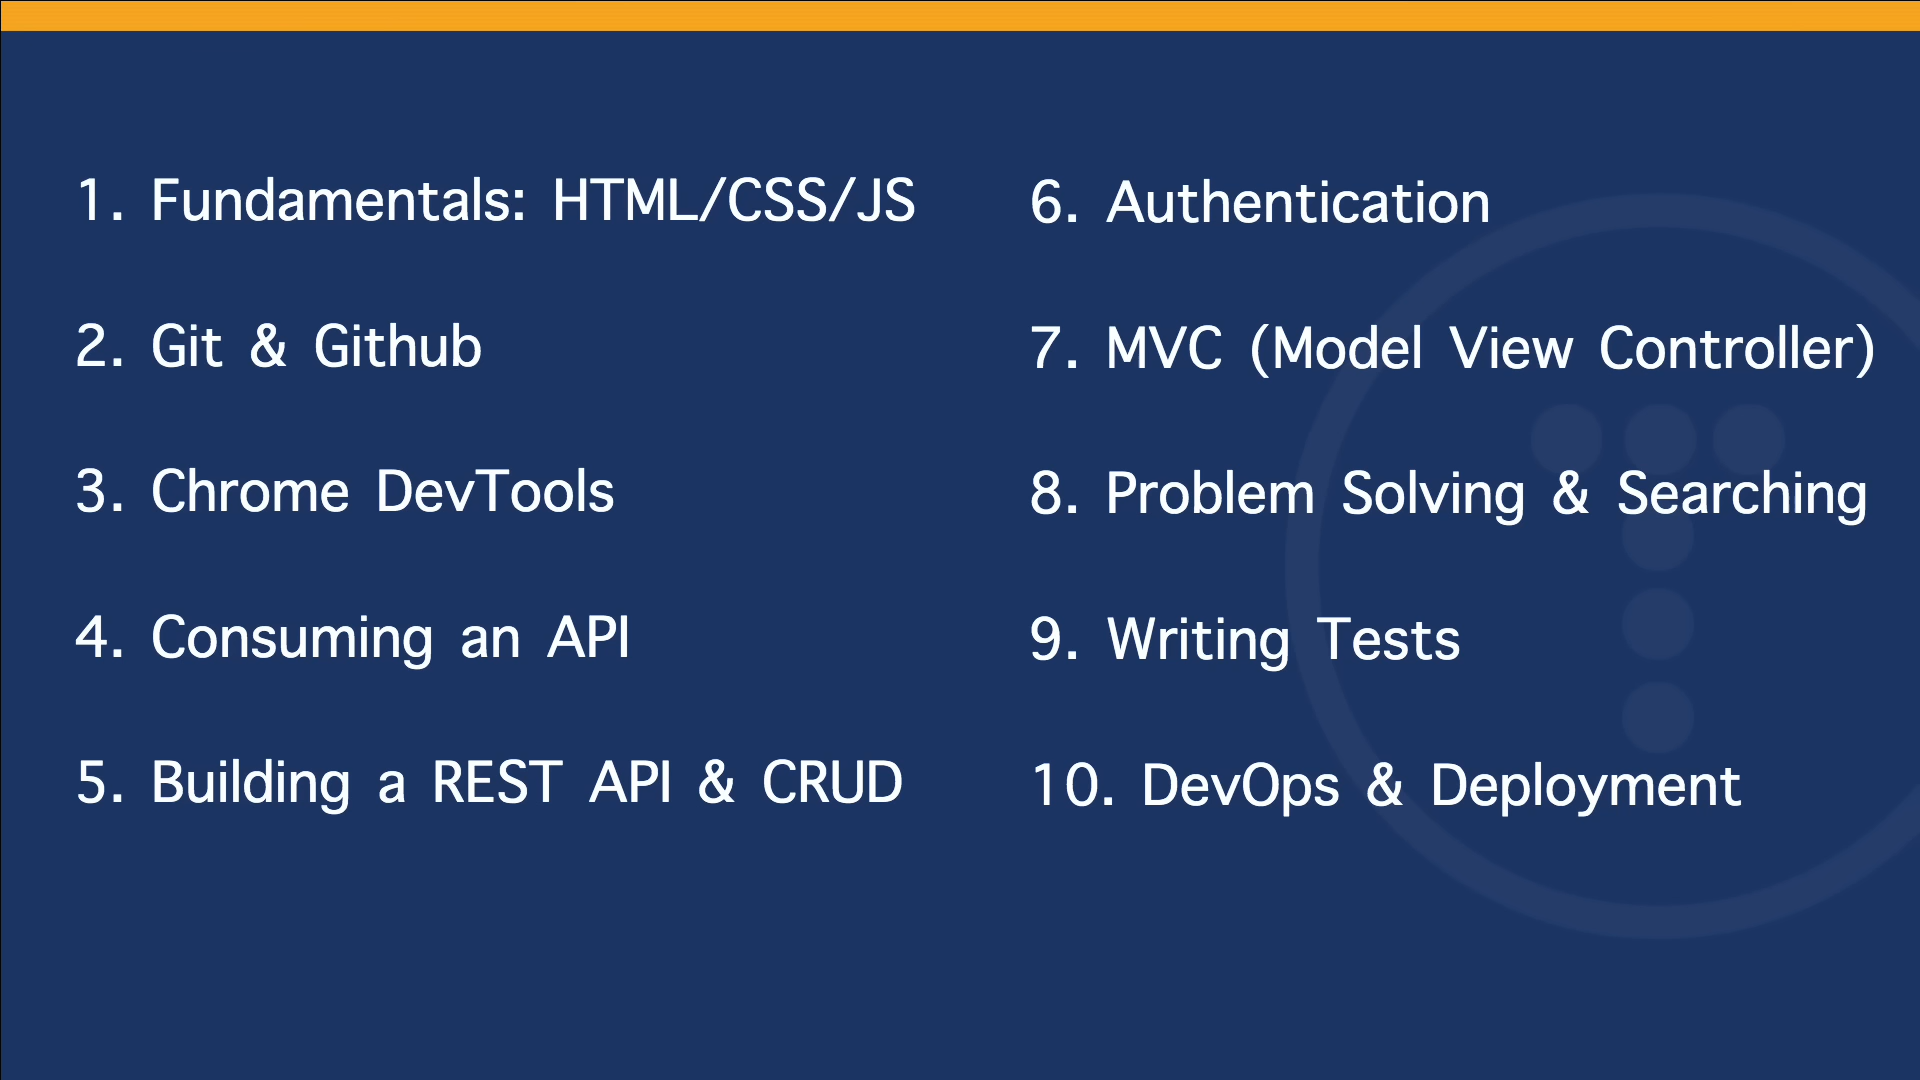 1. Fundamentals: HTML/CSS/JS
2. Git & Github
3. Chrome DevTools
4. Consuming an API
5. Building a REST API & CRUD
6. Authentication
7. MVC (Model View Controller)
8. Problem Solving & Searching
9. Writing Tests
10. DevOps & Deployment